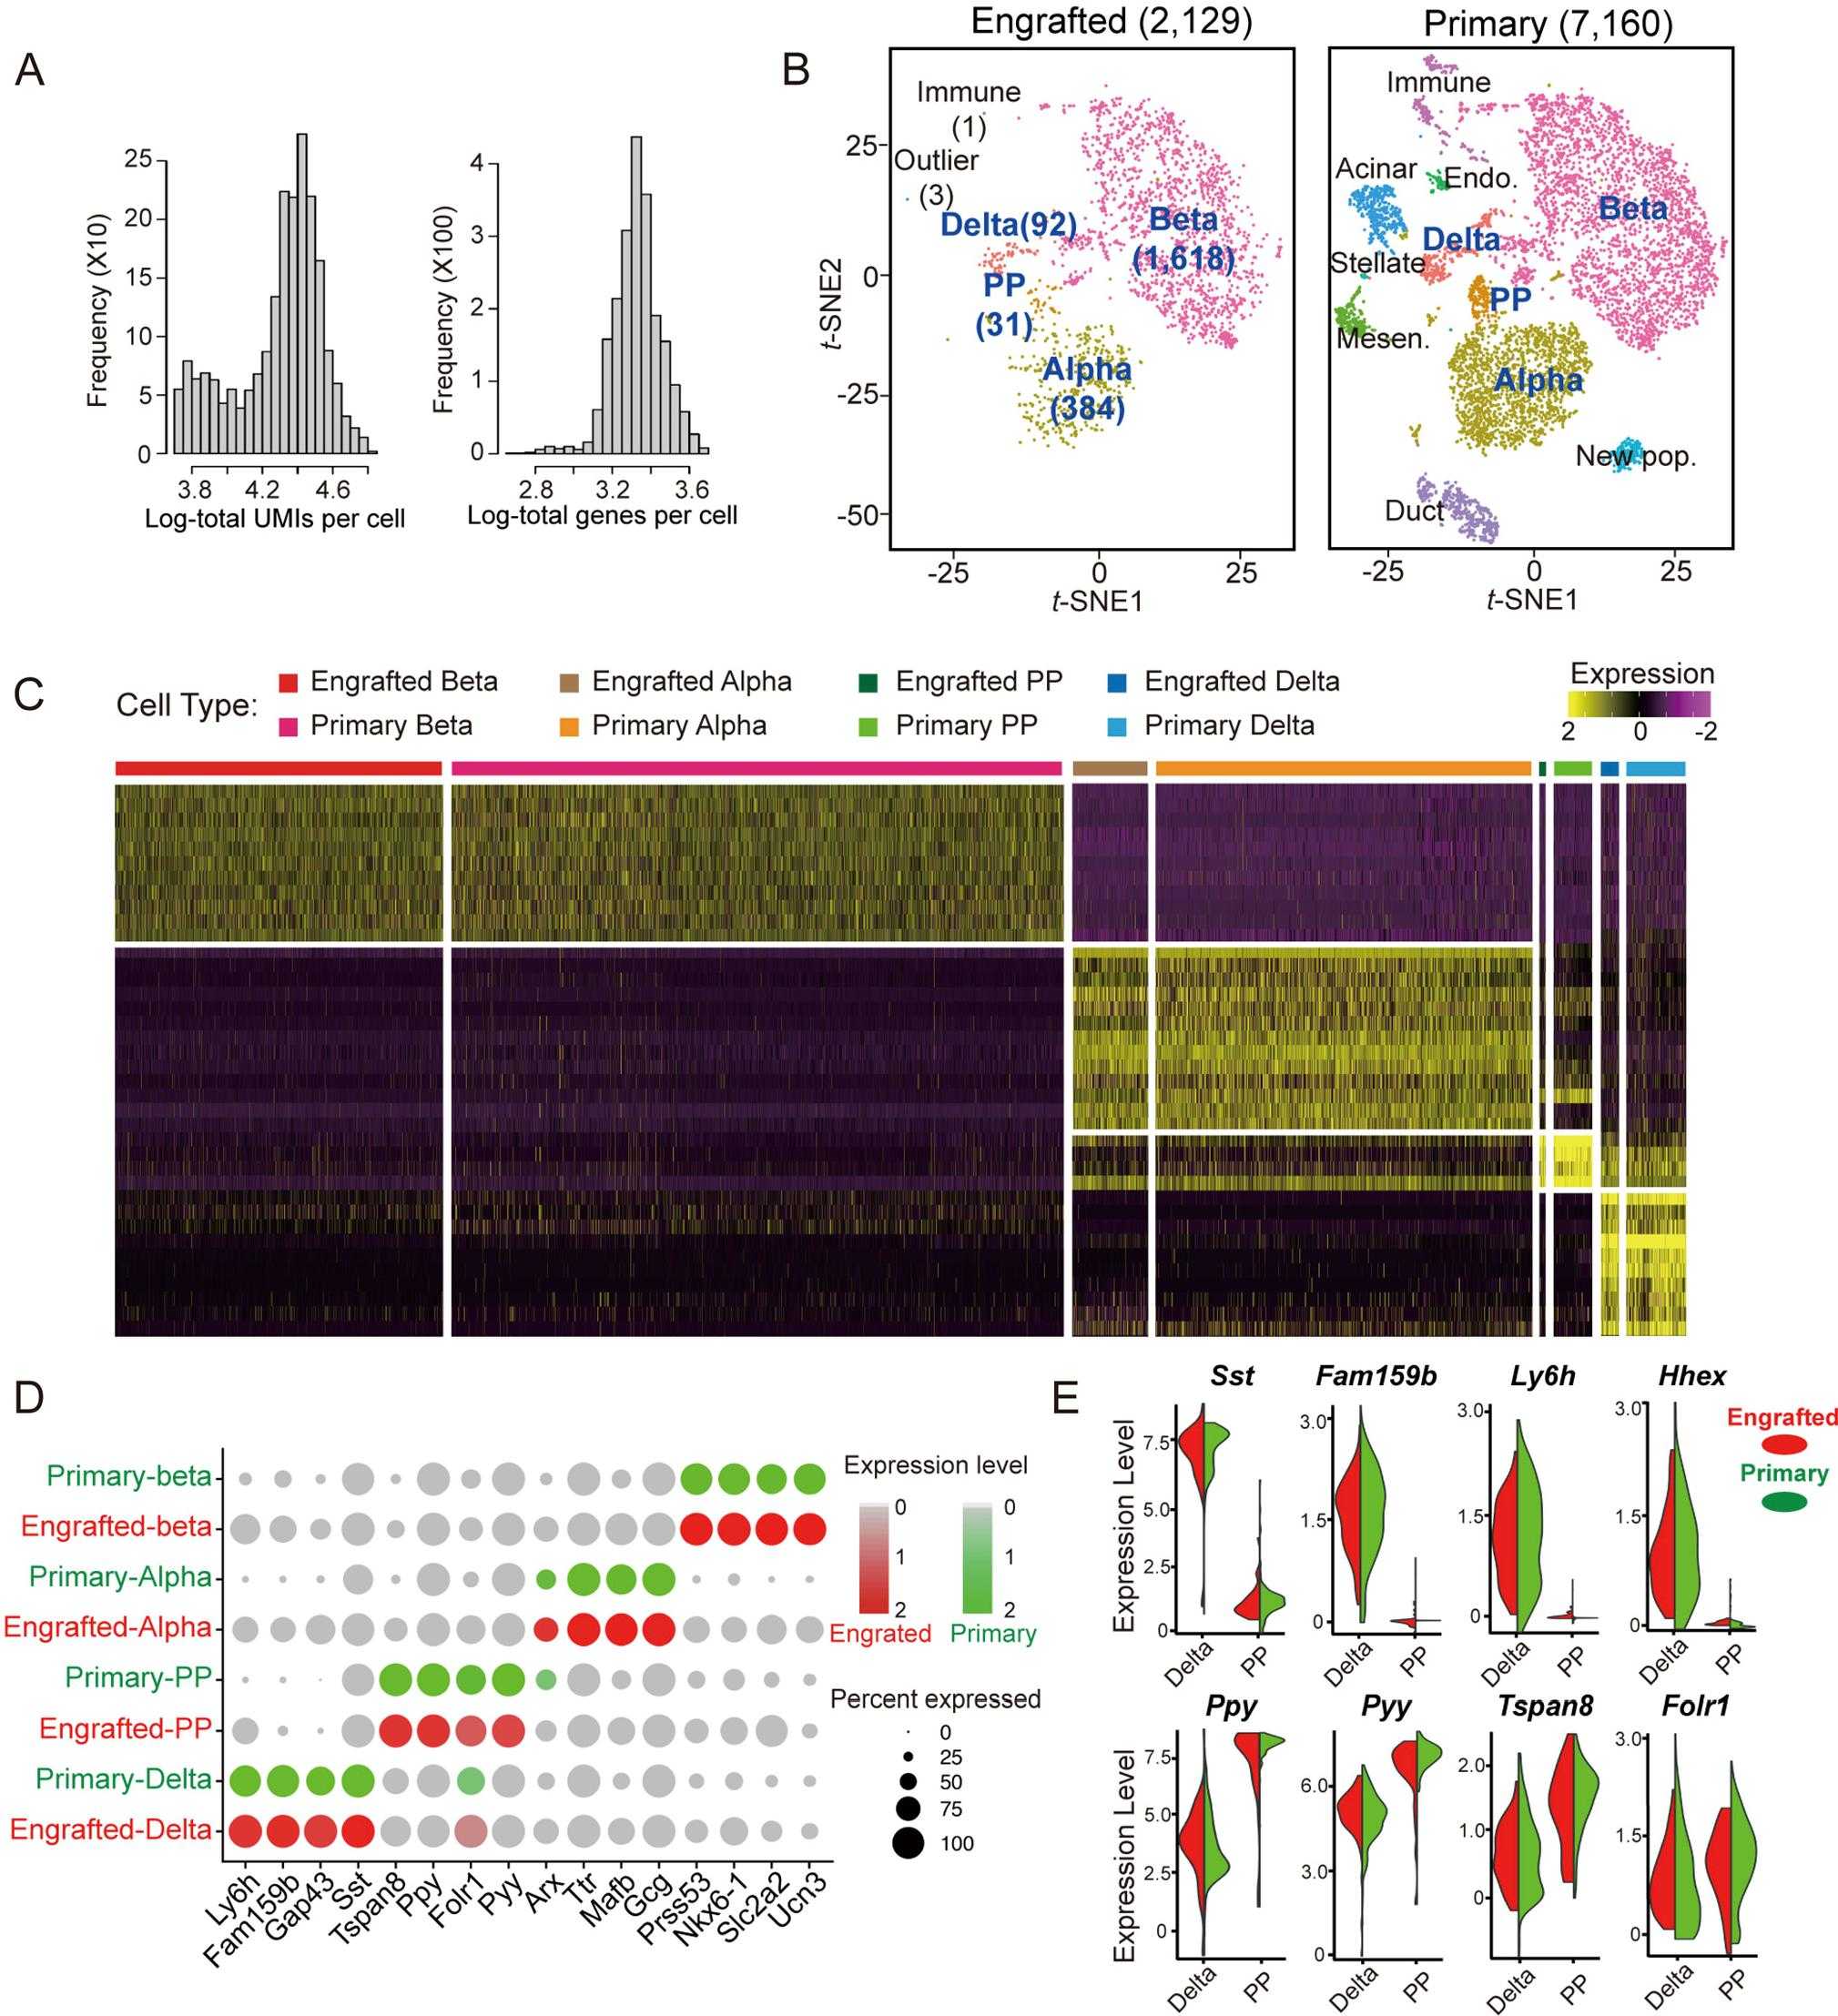 A
25
20
15
10
5
0
Frequency (X10)
3.8 4.2 4.6
Log-total UMIs per cell
4
3
2
1
0
Frequency (X100)
2.8 3.2 3.6
Log-total genes per cell
B
Engrafted (2,129)
Immune
(1)
Outlier
(3)
Delta(92)
Beta
(1,618)
PP
(31)
Alpha
(384)
25
0
-25
-50
t-SNE2
-25 0 25
t-SNE1
Primary (7,160)
Immune
Acinar
Endo.
Beta
Delta
Stellate
PP
Mesen.
Alpha
New pop.
Duct
-25 0 25
t-SNE1
C
Cell Type:
Engrafted Beta
Engrafted Alpha
Engrafted PP
Engrafted Delta
Primary Beta
Primary Alpha
Primary PP
Primary Delta
Expression
2 0 -2
D
Primary-beta
Engrafted-beta
Primary-Alpha
Engrafted-Alpha
Primary-PP
Engrafted-PP
Primary-Delta
Engrafted-Delta
Ly6h
Fam159b
Gap43
Sst
Tspan8
Ppy
Folr1
Pyy
Arx
Ttr
Mafb
Gcg
Prss53
Nkx6-1
Slc2a2
Ucn3
Expression level
0 0
1 1
2 2
Engrated Primary
Percent expressed
0
25
50
75
100
E
Sst
Fam159b
Ly6h
Hhex
Engrafted
Primary
Expression Level
7.5
5.0
2.5
0
Delta PP
3.0
1.5
0
Delta PP
3.0
1.5
0
Delta PP
3.0
1.5
0
Delta PP
Ppy
Pyy
Tspan8
Folr1
Expression Level
7.5
5.0
2.5
0
Delta PP
6.0
3.0
0
Delta PP
2.0
1.0
0
Delta PP
3.0
1.5
0
Delta PP